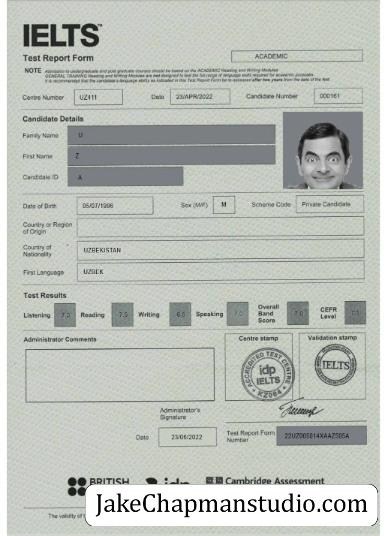 IELTS™
Test Report Form
ACADEMIC
NOTE Admission to undergraduate and post graduate courses should be based on the ACADEMIC Reading and Writing Modules
GENERAL TRAINING Reading and Writing Modules are not designed to test the full range of language skills required for academic purposes
It is recommended that the candidate's language ability as indicated in this Test Report Form be re-assessed after two years from the date of the test
Centre Number UZ411 Date 23/APR/2022 Candidate Number 000161
Candidate Details
Family Name U
First Name Z
Candidate ID A
Date of Birth 05/07/1996 Sex (M/F) M Scheme Code Private Candidate
Country or Region
of Origin
Country of
Nationality UZBEKISTAN
First Language UZBEK
Test Results
Listening 7.0 Reading 7.5 Writing 6.5 Speaking 7.0 Overall Band Score 7.0 CEFR Level
Administrator Comments
Centre stamp
Validation stamp
ACCREDITED TEST CENTRE
idp
IELTS
IELTS
Administrator's
Signature
Date 23/05/2022
Test Report Form
Number
BRITISH
idp
Cambridge Assessment
JakeChapmanstudio.com
The validity of